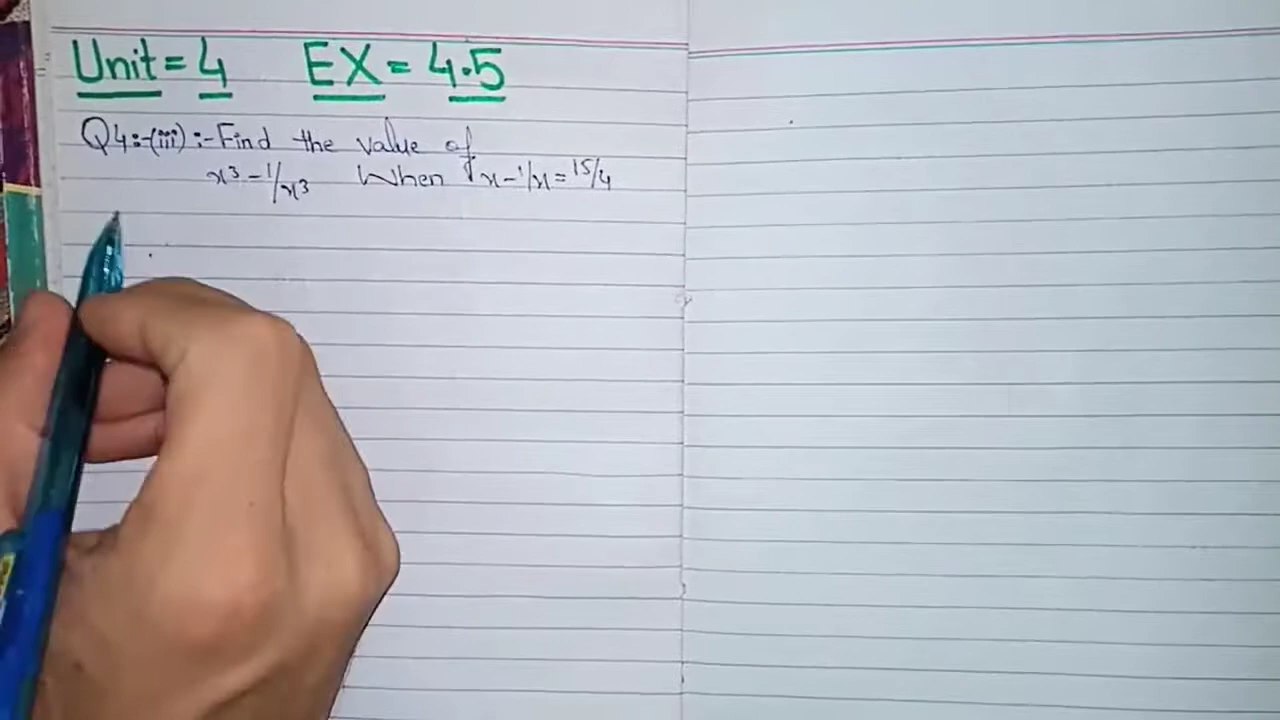 Unit = 4 EX = 4.5
Q4:-(iii):- Find the value of
x³ - 1/x³ When x - 1/x = 15/4